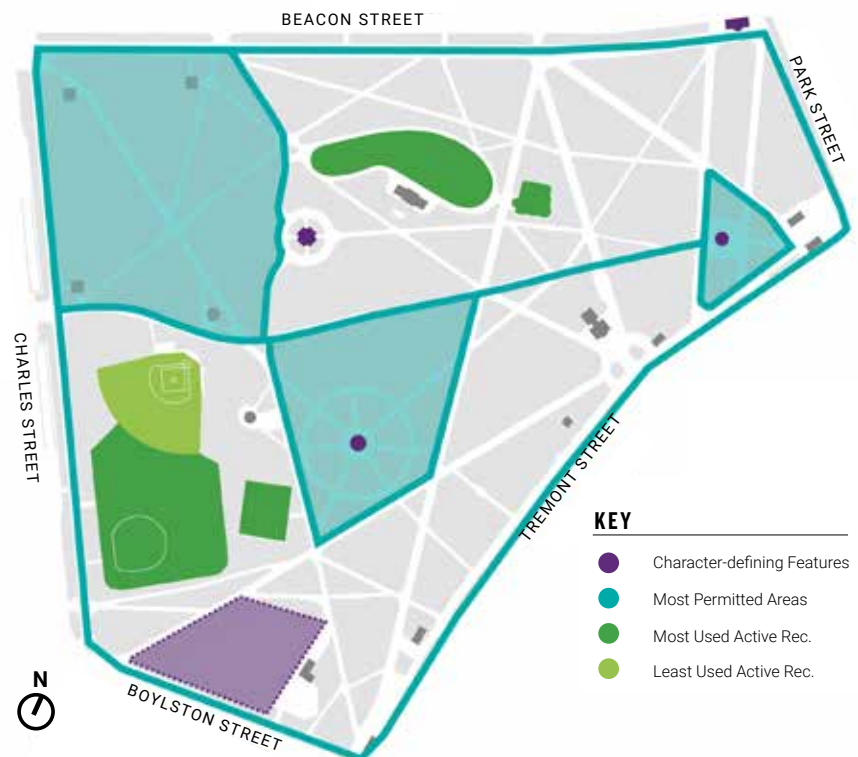 BEACON STREET
PARK STREET
CHARLES STREET
TREMONT STREET
KEY
Character-defining Features
Most Permitted Areas
Most Used Active Rec.
Least Used Active Rec.
N
BOYLSTON STREET